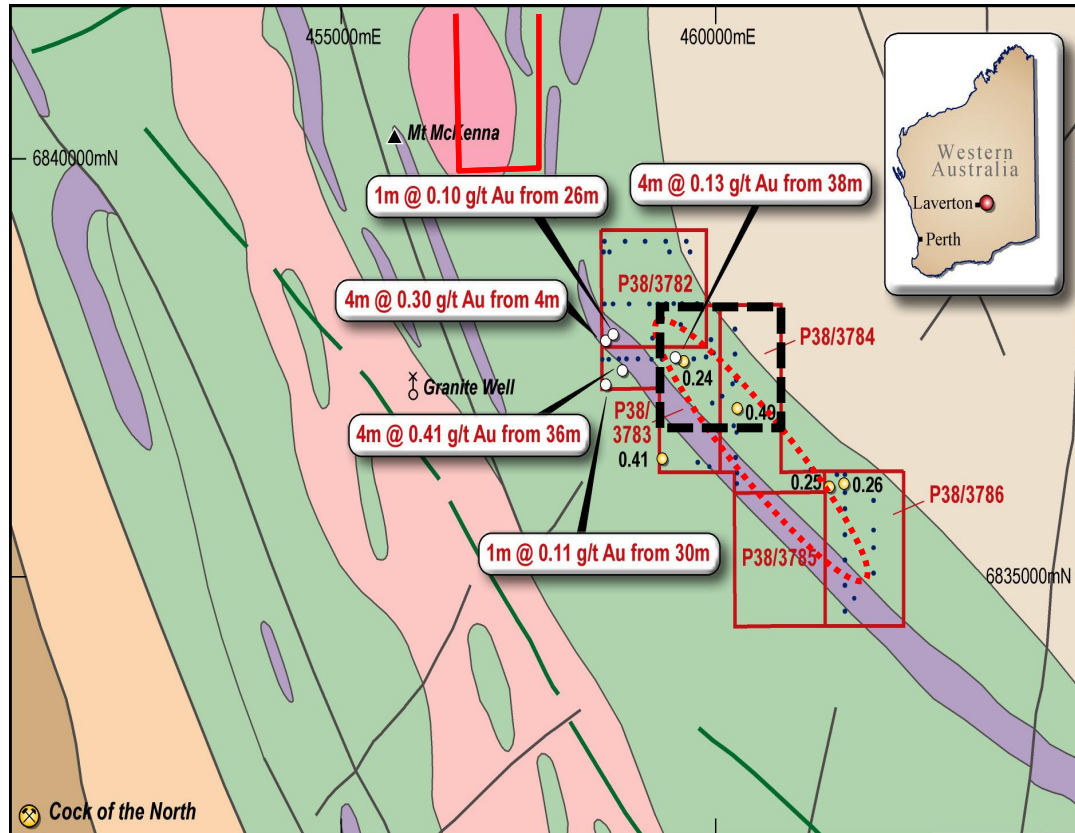 455000mE
460000mE
Mt McKenna
6840000mN
Western
Australia
Laverton
Perth
1m @ 0.10 g/t Au from 26m
4m @ 0.13 g/t Au from 38m
P38/3782
4m @ 0.30 g/t Au from 4m
P38/3784
Granite Well
0.24
P38/
3783
0.49
4m @ 0.41 g/t Au from 36m
0.41
0.25
0.26
P38/3786
1m @ 0.11 g/t Au from 30m
P38/3785
6835000mN
Cock of the North